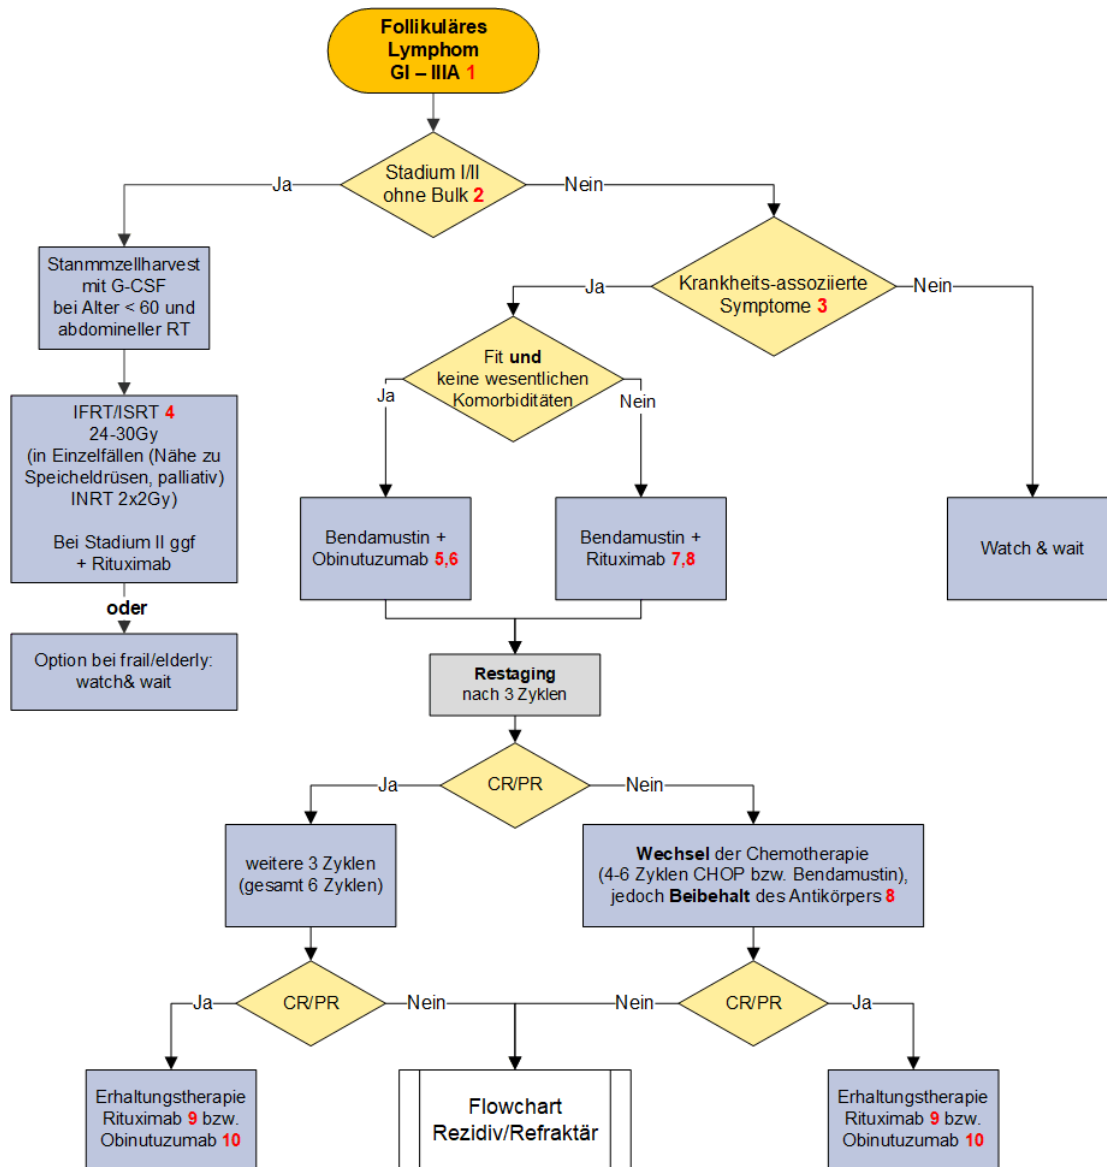 Follikuläres
Lymphom
GI – IIIA 1
Stadium I/II
ohne Bulk 2
Ja
Nein
Stanmmzellharvest
mit G-CSF
bei Alter < 60 und
abdomineller RT
Krankheits-assoziierte
Symptome 3
Ja
Nein
Fit und
keine wesentlichen
Komorbiditäten
Ja
Nein
IFRT/ISRT 4
24-30Gy
(in Einzelfällen (Nähe zu
Speicheldrüsen, palliativ)
INRT 2x2Gy)
Bei Stadium II ggf
+ Rituximab
Bendamustin +
Obinutuzumab 5,6
Bendamustin +
Rituximab 7,8
Watch & wait
oder
Option bei frail/elderly:
watch& wait
Restaging
nach 3 Zyklen
CR/PR
Ja
Nein
weitere 3 Zyklen
(gesamt 6 Zyklen)
Wechsel der Chemotherapie
(4-6 Zyklen CHOP bzw. Bendamustin),
jedoch Beibehalt des Antikörpers 8
Ja
CR/PR
Nein
Nein
CR/PR
Ja
Erhaltungstherapie
Rituximab 9 bzw.
Obinutuzumab 10
Flowchart
Rezidiv/Refraktär
Erhaltungstherapie
Rituximab 9 bzw.
Obinutuzumab 10